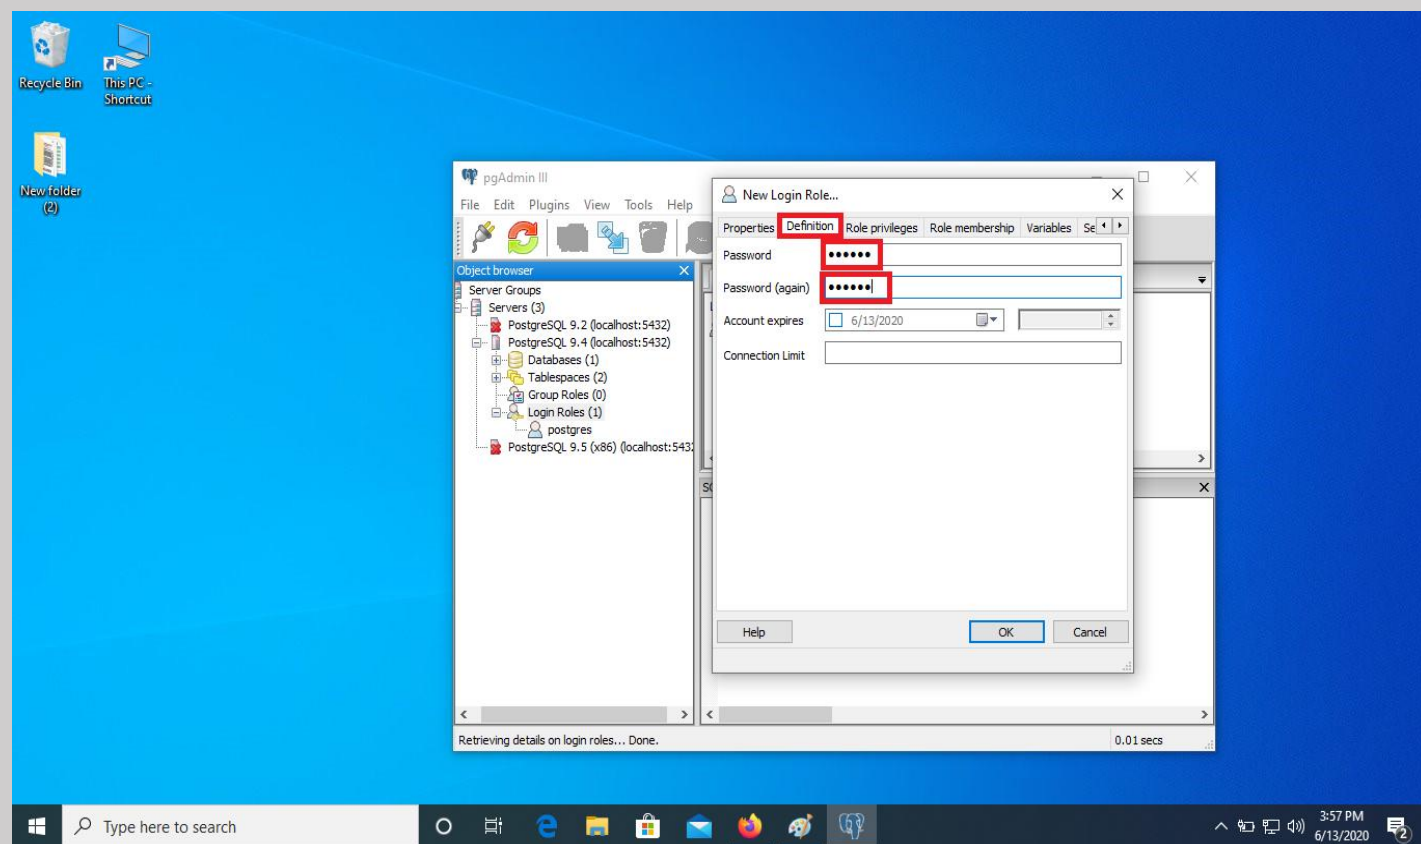 Recycle Bin
This PC -
Shortcut
New folder
(2)
pgAdmin III
File Edit Plugins View Tools Help
Object browser
Server Groups
Servers (3)
PostgreSQL 9.2 (localhost:5432)
PostgreSQL 9.4 (localhost:5432)
Databases (1)
Tablespaces (2)
Group Roles (0)
Login Roles (1)
postgres
PostgreSQL 9.5 (x86) (localhost:543
New Login Role...
Properties Definition Role privileges Role membership Variables Se
Password
Password (again)
Account expires 6/13/2020
Connection Limit
Help OK Cancel
Retrieving details on login roles... Done. 0.01 secs
Type here to search
3:57 PM
6/13/2020
2